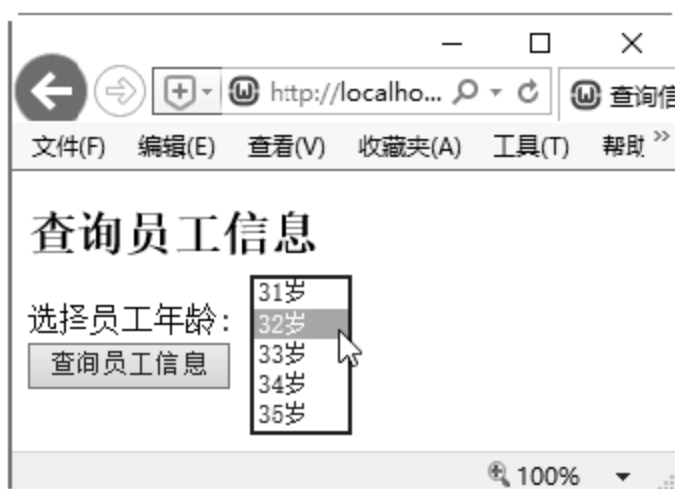 http://localho...
查询信
文件(F) 编辑(E) 查看(V) 收藏夹(A) 工具(T) 帮助
查询员工信息
选择员工年龄:
31岁
32岁
33岁
34岁
35岁
查询员工信息
100%